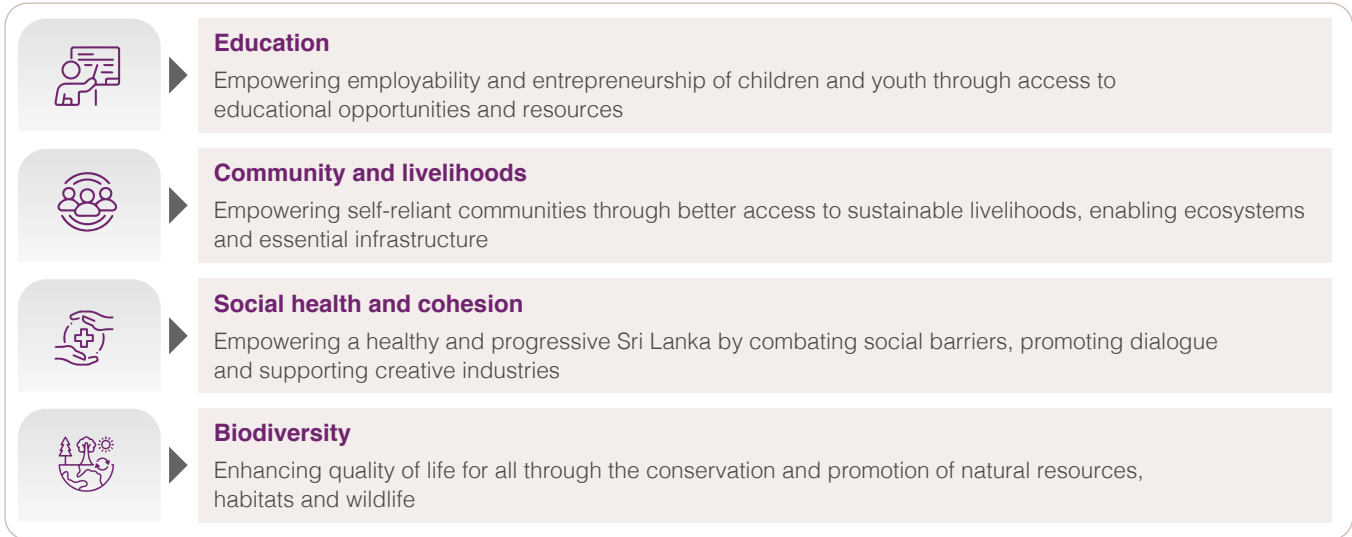 Education
Empowering employability and entrepreneurship of children and youth through access to
educational opportunities and resources
Community and livelihoods
Empowering self-reliant communities through better access to sustainable livelihoods, enabling ecosystems
and essential infrastructure
Social health and cohesion
Empowering a healthy and progressive Sri Lanka by combating social barriers, promoting dialogue
and supporting creative industries
Biodiversity
Enhancing quality of life for all through the conservation and promotion of natural resources,
habitats and wildlife